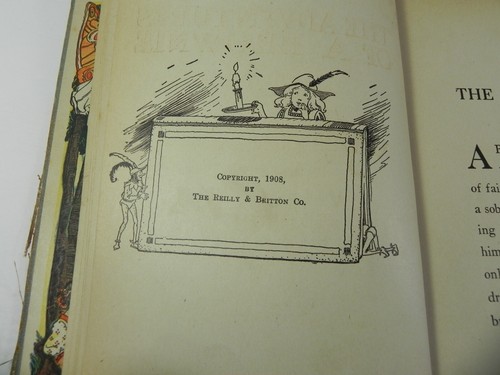 COPYRIGHT, 1908,
BY
THE REILLY & BRITTON CO.
THE
A
of fai
a sob
ing
him
onl
dr
b